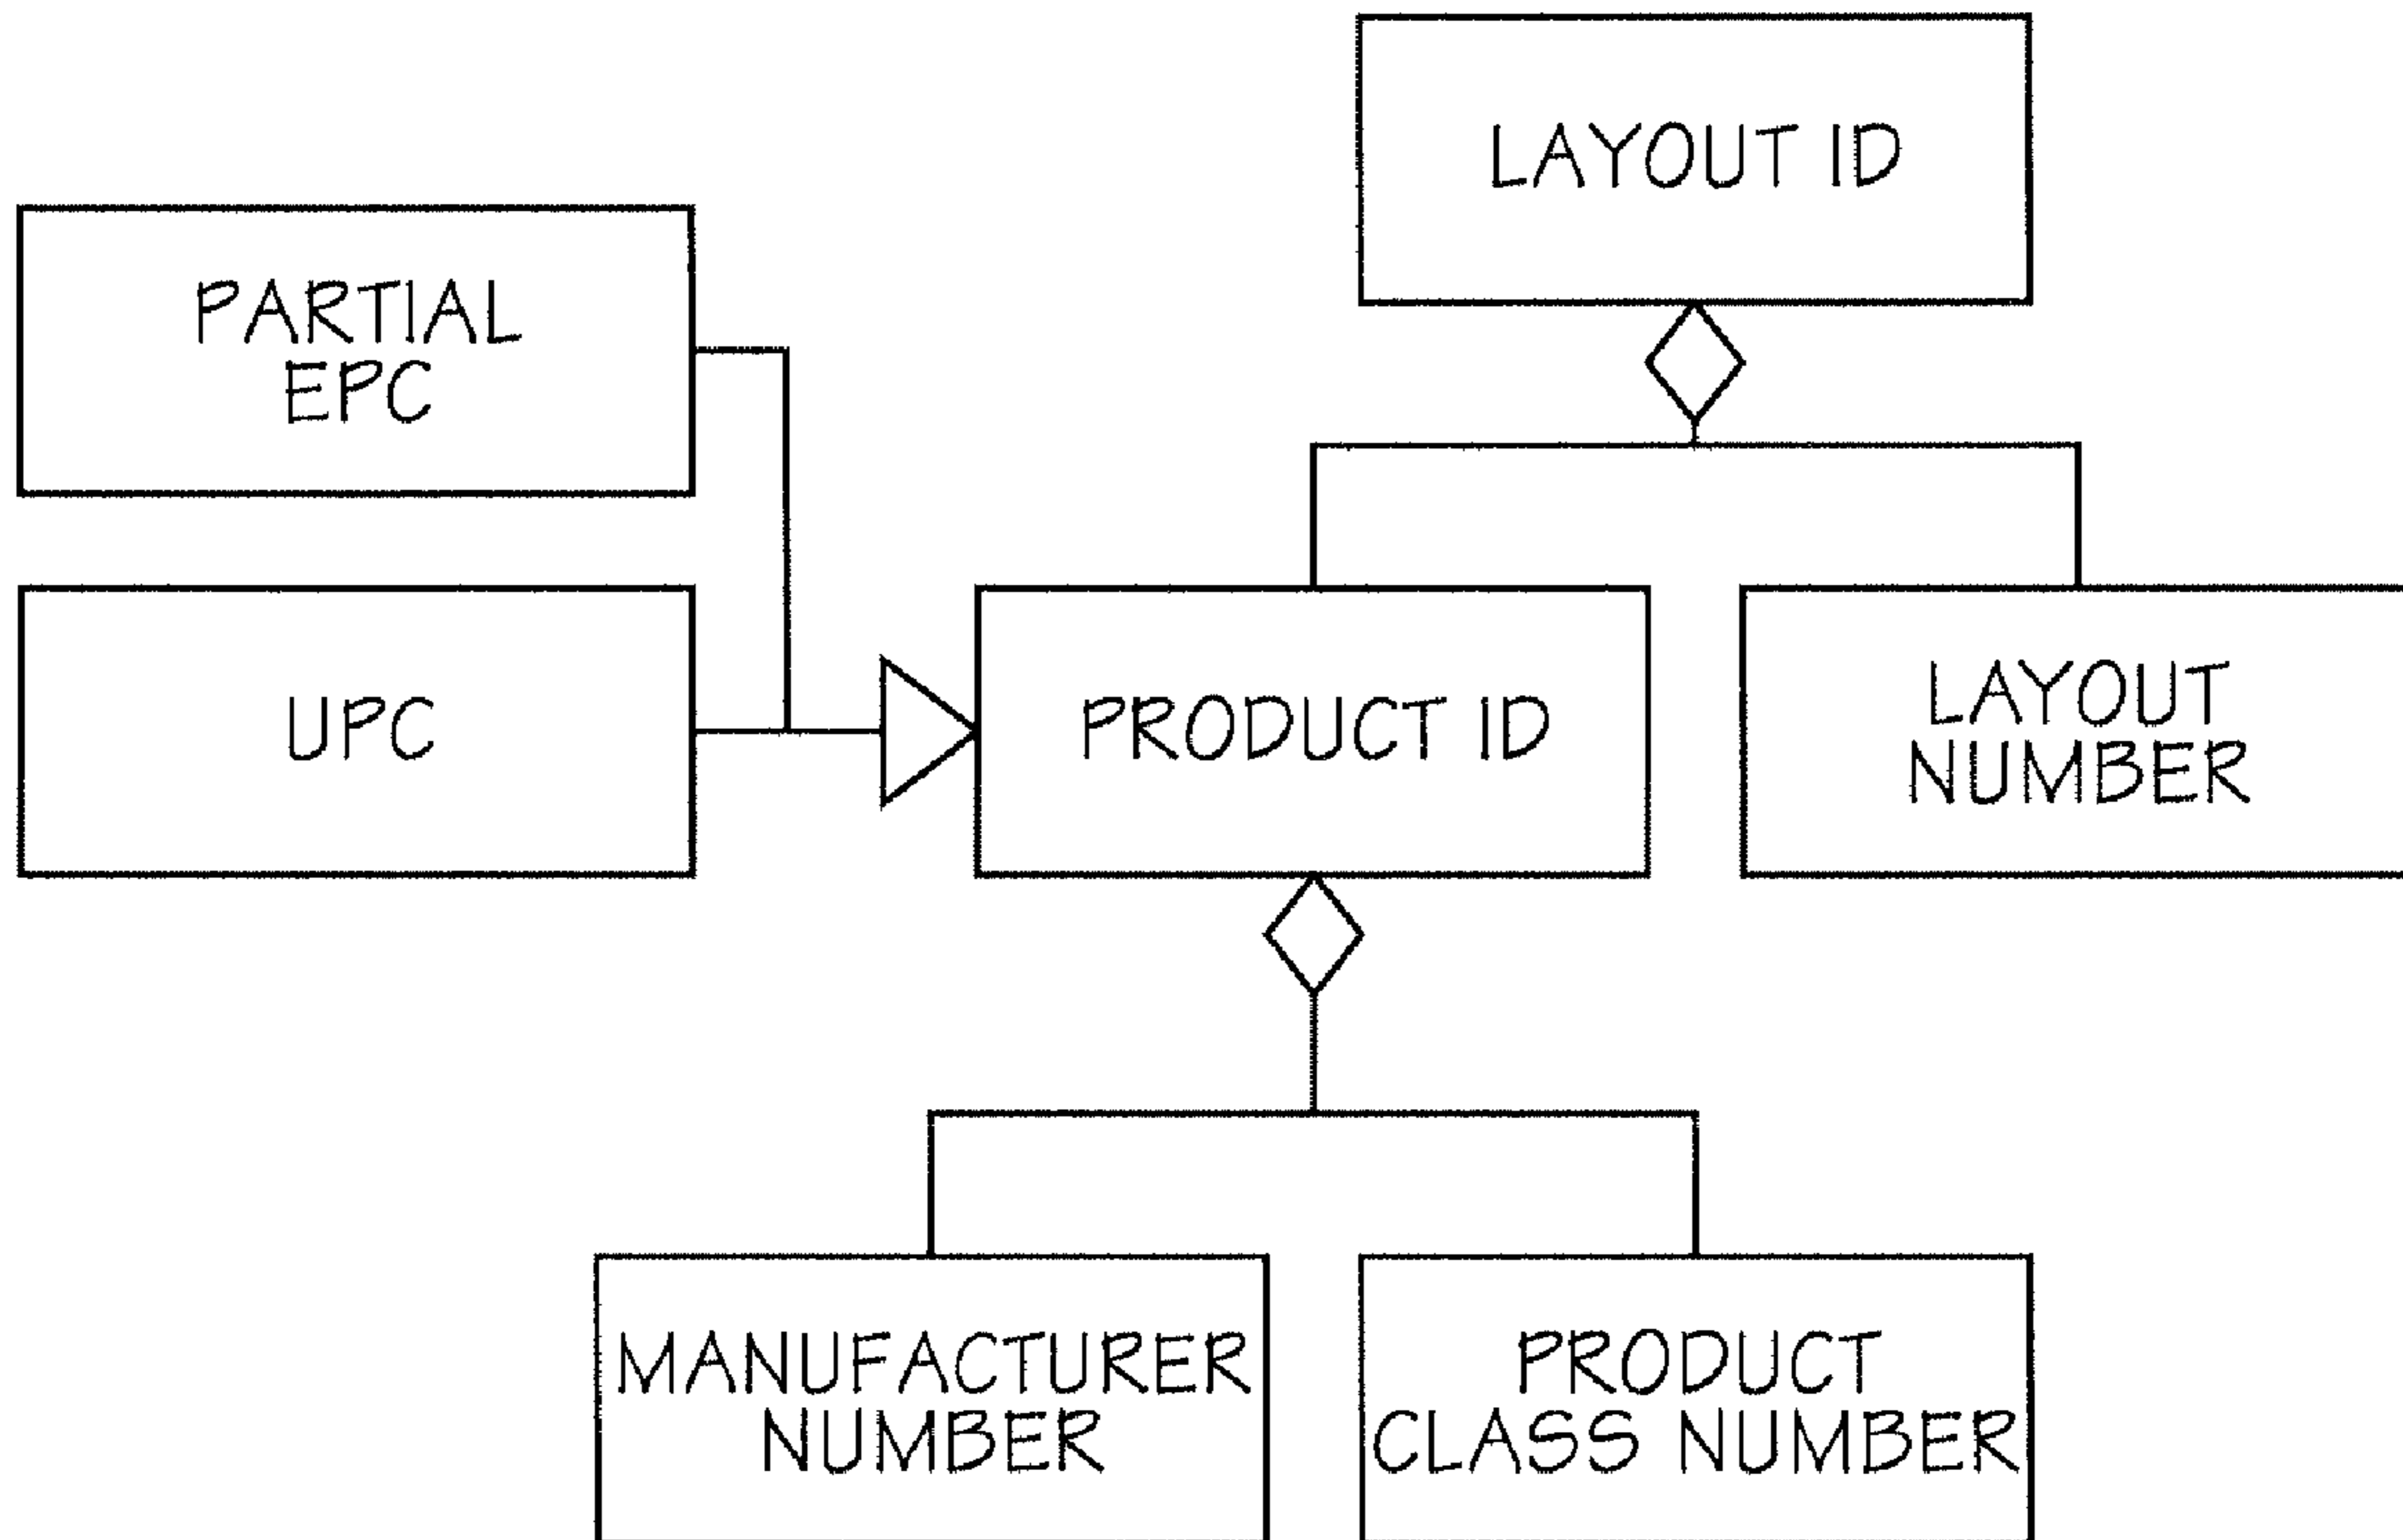 LAYOUT ID
PARTIAL
EPC
UPC
PRODUCT ID
LAYOUT
NUMBER
MANUFACTURER
NUMBER
PRODUCT
CLASS NUMBER